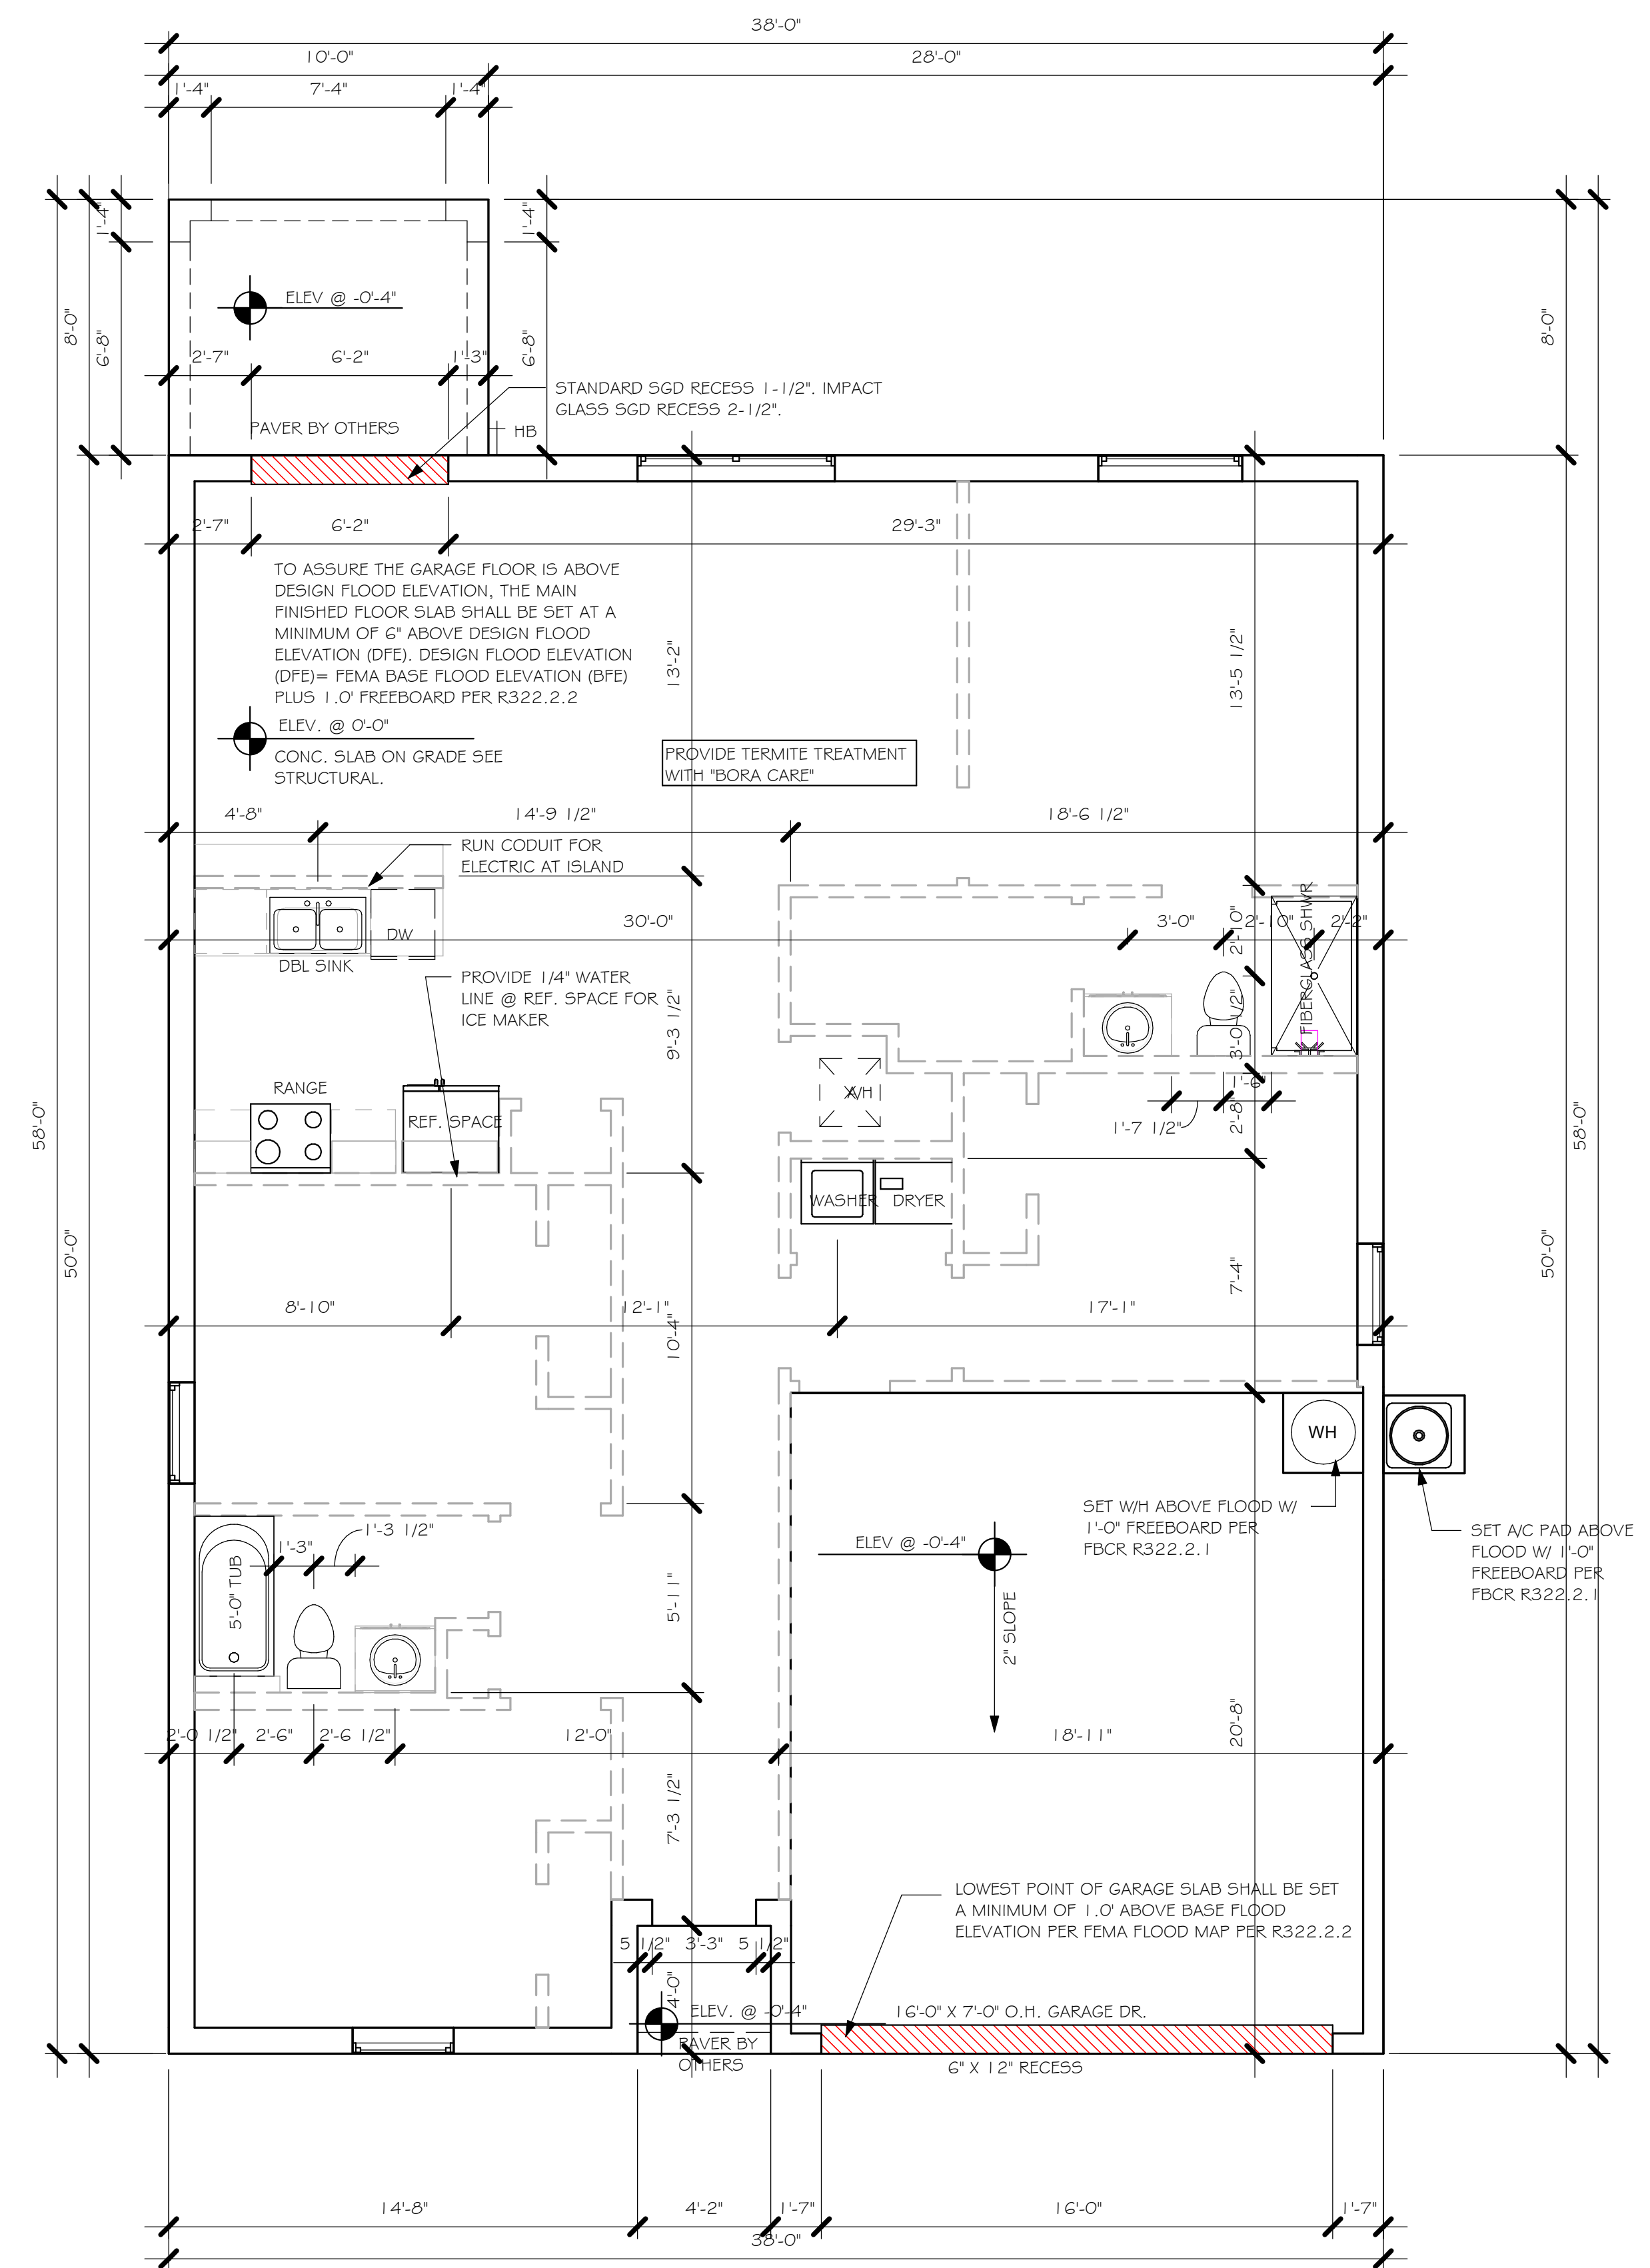 38'-0"
10'-0"
28'-0"
1'-4"
7'-4"
1'-4"
1'-4"
1'-4"
8'-0"
6'-8"
ELEV @ -0'-4"
6'-8"
8'-0"
2'-7"
6'-2"
1'-3"
STANDARD SGD RECESS 1-1/2". IMPACT
GLASS SGD RECESS 2-1/2".
PAVER BY OTHERS
HB
2'-7"
6'-2"
29'-3"
TO ASSURE THE GARAGE FLOOR IS ABOVE
DESIGN FLOOD ELEVATION, THE MAIN
FINISHED FLOOR SLAB SHALL BE SET AT A
MINIMUM OF 6" ABOVE DESIGN FLOOD
ELEVATION (DFE). DESIGN FLOOD ELEVATION
(DFE)= FEMA BASE FLOOD ELEVATION (BFE)
PLUS 1.0' FREEBOARD PER R322.2.2
13'-2"
13'-5 1/2"
ELEV. @ 0'-0"
CONC. SLAB ON GRADE SEE
STRUCTURAL.
PROVIDE TERMITE TREATMENT
WITH "BORA CARE"
4'-8"
14'-9 1/2"
18'-6 1/2"
RUN CODUIT FOR
ELECTRIC AT ISLAND
30'-0"
3'-0"
2'-10"
2'-10"
2'-2"
DW
DBL SINK
FIBERGLASS SHWR
PROVIDE 1/4" WATER
LINE @ REF. SPACE FOR
ICE MAKER
9'-3 1/2"
3'-0 1/2"
RANGE
REF. SPACE
A/H
1'-6"
1'-7 1/2"
2'-8"
58'-0"
58'-0"
WASHER
DRYER
50'-0"
50'-0"
7'-4"
8'-10"
12'-1"
17'-1"
10'-4"
WH
SET W/H ABOVE FLOOD W/
1'-0" FREEBOARD PER
FBCR R322.2.1
SET A/C PAD ABOVE
FLOOD W/ 1'-0"
FREEBOARD PER
FBCR R322.2.1
ELEV @ -0'-4"
1'-3"
1'-3 1/2"
5'-0" TUB
5'-11"
2" SLOPE
2'-0 1/2"
2'-6"
2'-6 1/2"
12'-0"
18'-11"
20'-8"
7'-3 1/2"
LOWEST POINT OF GARAGE SLAB SHALL BE SET
A MINIMUM OF 1.0' ABOVE BASE FLOOD
ELEVATION PER FEMA FLOOD MAP PER R322.2.2
5 1/2"
3'-3"
5 1/2"
4'-0"
ELEV. @ -0'-4"
16'-0" X 7'-0" O.H. GARAGE DR.
PAVER BY
OTHERS
6" X 12" RECESS
14'-8"
4'-2"
1'-7"
16'-0"
1'-7"
38'-0"